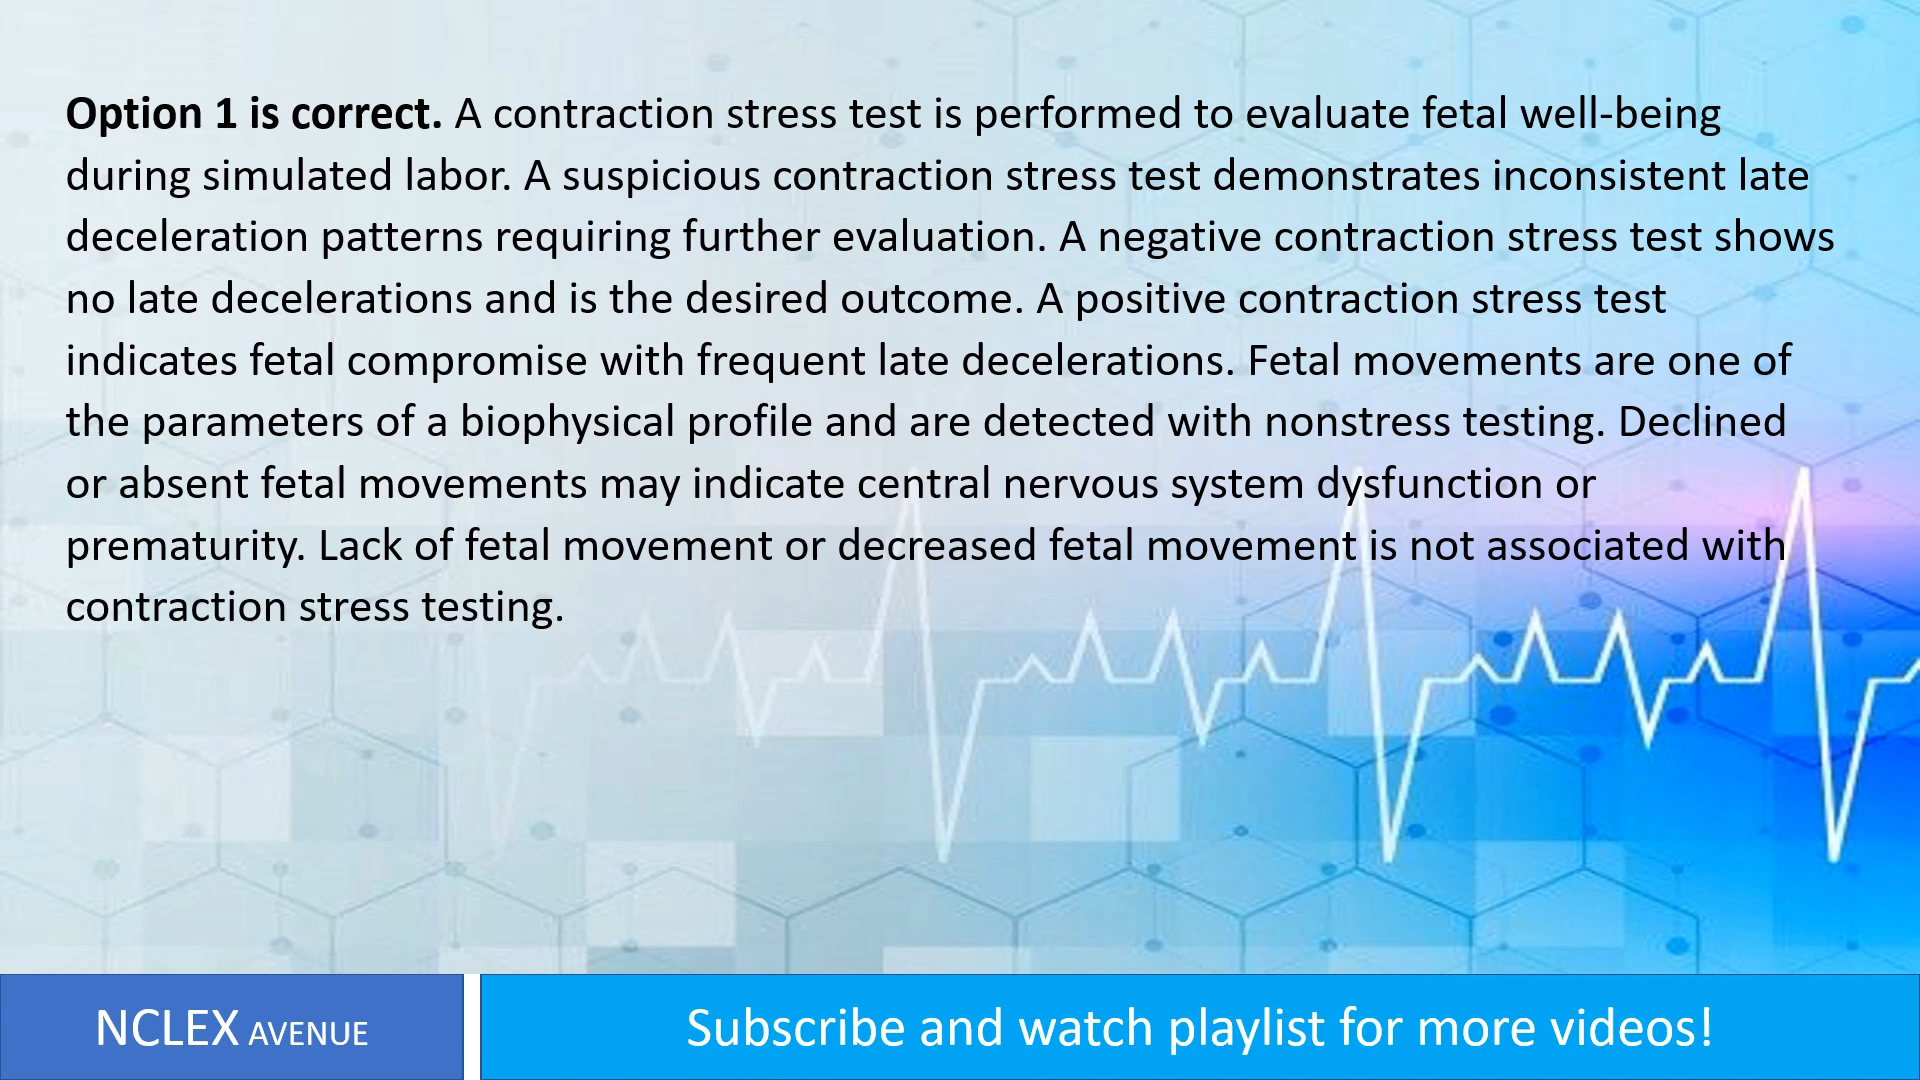 Option 1 is correct. A contraction stress test is performed to evaluate fetal well-being
during simulated labor. A suspicious contraction stress test demonstrates inconsistent late
deceleration patterns requiring further evaluation. A negative contraction stress test shows
no late decelerations and is the desired outcome. A positive contraction stress test
indicates fetal compromise with frequent late decelerations. Fetal movements are one of
the parameters of a biophysical profile and are detected with nonstress testing. Declined
or absent fetal movements may indicate central nervous system dysfunction or
prematurity. Lack of fetal movement or decreased fetal movement is not associated with
contraction stress testing.
NCLEX AVENUE
Subscribe and watch playlist for more videos!